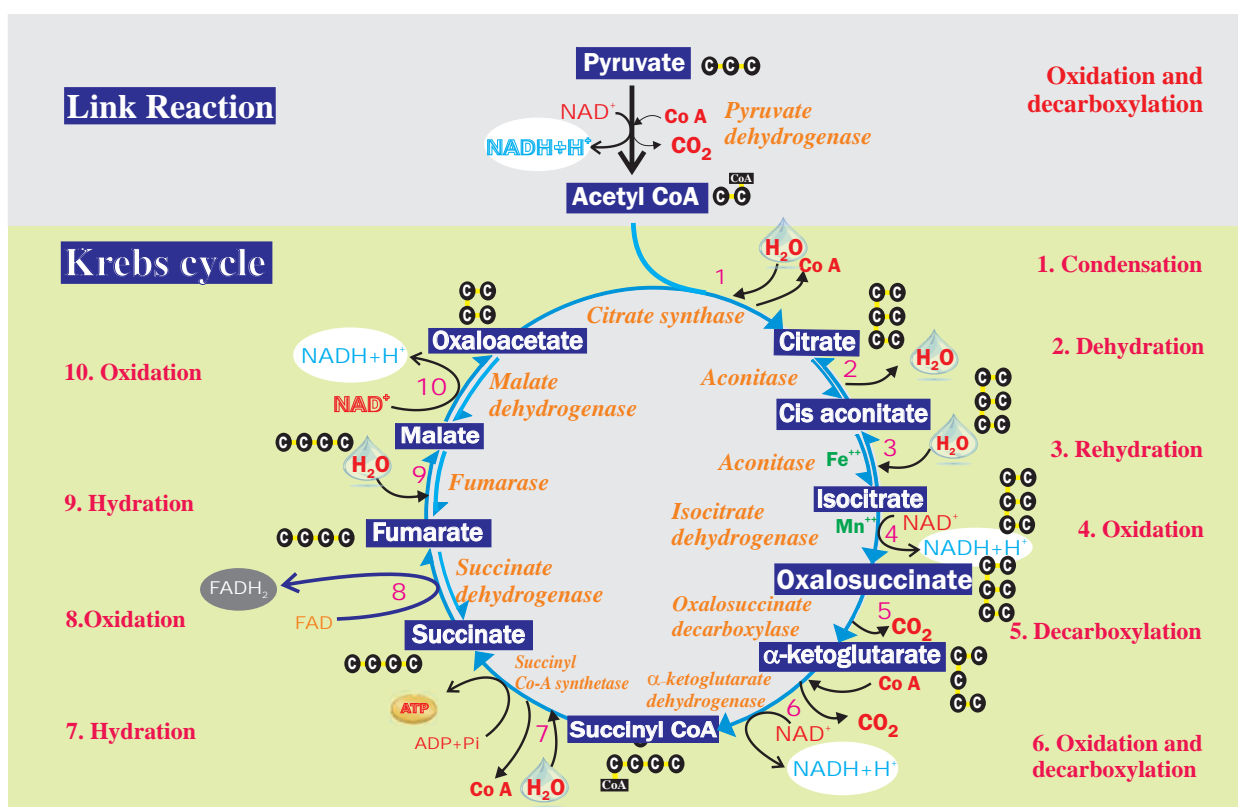 Pyruvate
C C C
Oxidation and
decarboxylation
Link Reaction
NAD⁺
Co A
Pyruvate
dehydrogenase
NADH+H⁺
CO₂
CoA
Acetyl CoA
C C
Krebs cycle
H₂O
Co A
1
1. Condensation
C C
C C
Citrate synthase
Oxaloacetate
C C
C C
C C
Citrate
NADH+H⁺
2
H₂O
2. Dehydration
10. Oxidation
10
NAD⁺
Malate
dehydrogenase
Aconitase
Cis aconitate
C C
C C
C C
Malate
C C C C
H₂O
9
Fumarase
Aconitase
Fe⁺⁺
3
H₂O
3. Rehydration
9. Hydration
Isocitrate
C C
C C
C C
Isocitrate
dehydrogenase
Mn⁺⁺
NAD⁺
4
NADH+H⁺
4. Oxidation
Fumarate
C C C C
Succinate
dehydrogenase
Oxalosuccinate
C C
C C
C C
FADH₂
8
FAD
8.Oxidation
Oxalosuccinate
decarboxylase
5
CO₂
5. Decarboxylation
Succinate
C C C C
α-ketoglutarate
C C
C
C C
Succinyl
Co-A synthetase
α-ketoglutarate
dehydrogenase
Co A
6
CO₂
ATP
ADP+Pi
7. Hydration
7
Succinyl CoA
NAD⁺
NADH+H⁺
6. Oxidation and
decarboxylation
C C C C
CoA
Co A
H₂O